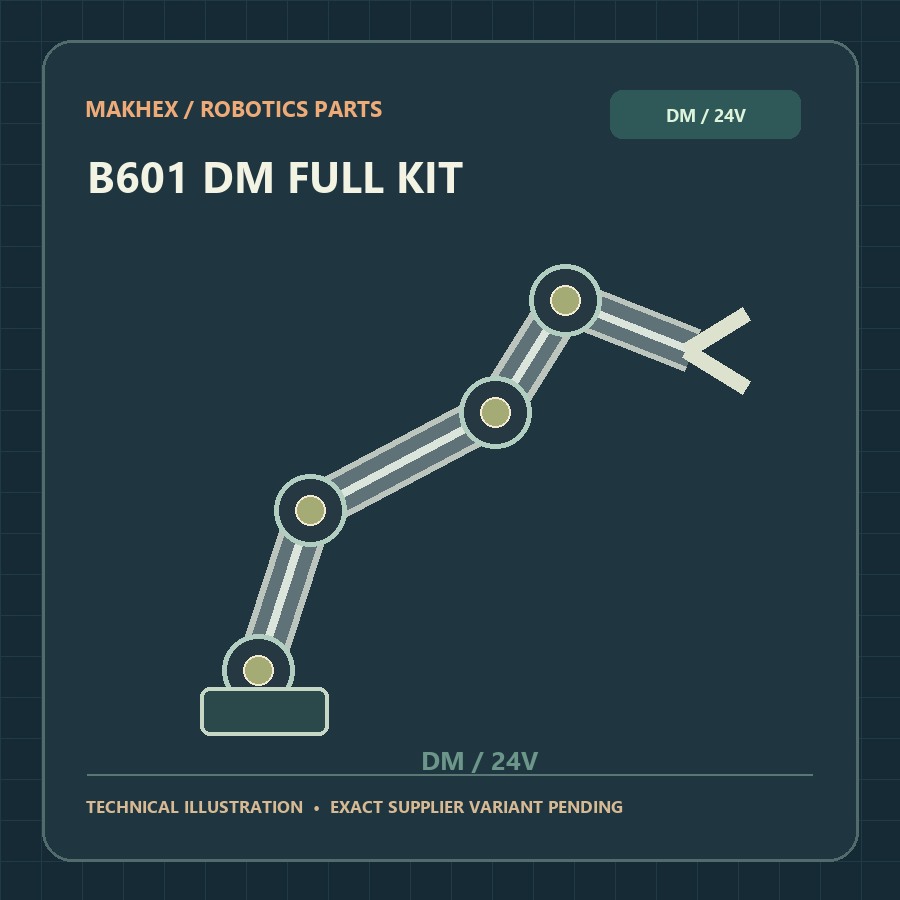 MAKHEX / ROBOTICS PARTS
DM / 24V
B601 DM FULL KIT
DM / 24V
TECHNICAL ILLUSTRATION • EXACT SUPPLIER VARIANT PENDING